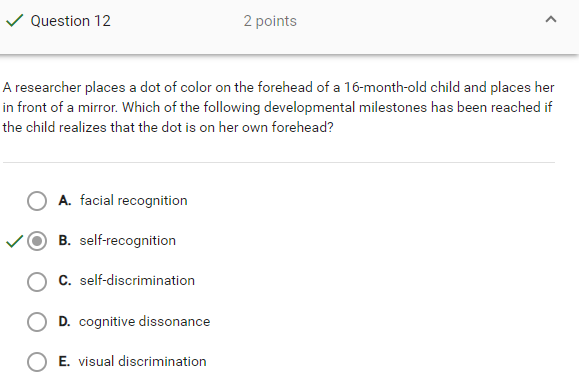 Question 12 2 points
A researcher places a dot of color on the forehead of a 16-month-old child and places her
in front of a mirror. Which of the following developmental milestones has been reached if
the child realizes that the dot is on her own forehead?
A. facial recognition
B. self-recognition
C. self-discrimination
D. cognitive dissonance
E. visual discrimination